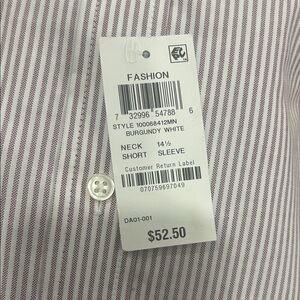 FASHION
7 32996 54788 6
STYLE 100068412MN
BURGUNDY WHITE
NECK 14½
SHORT SLEEVE
Customer Return Label
070759697049
DA01-001
$52.50